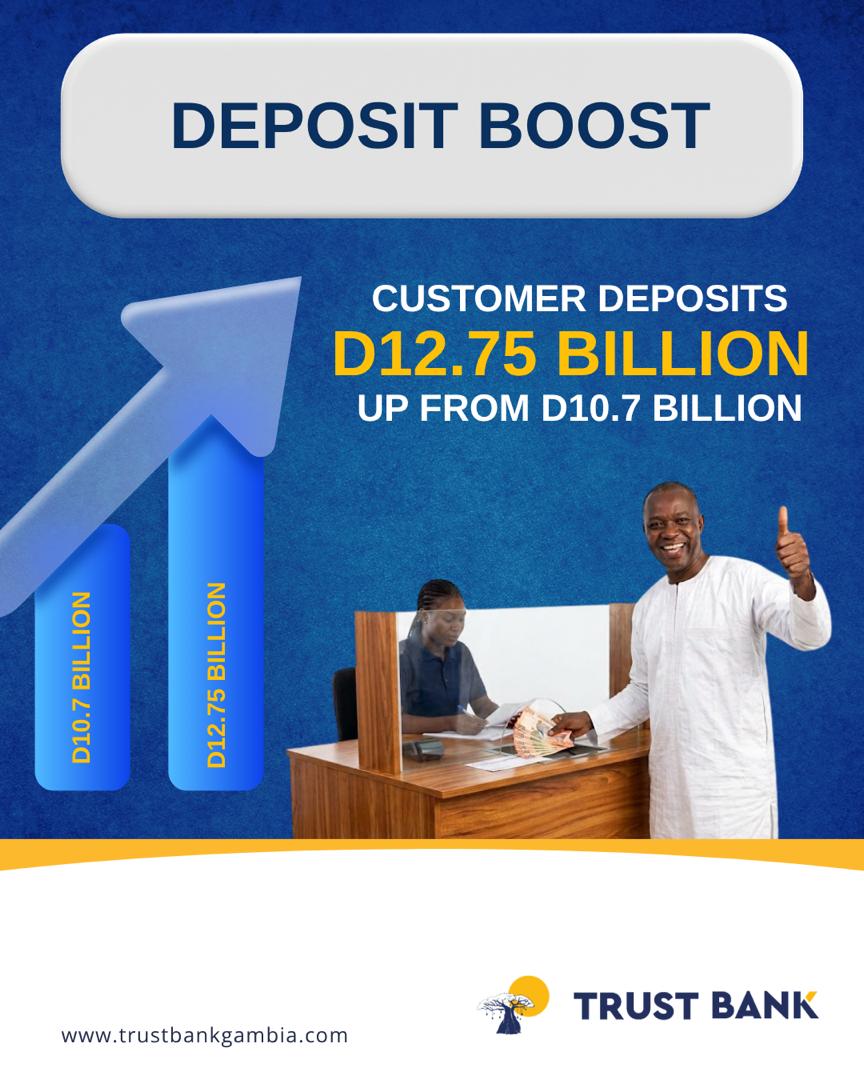 DEPOSIT BOOST
CUSTOMER DEPOSITS
D12.75 BILLION
UP FROM D10.7 BILLION
D10.7 BILLION
D12.75 BILLION
www.trustbankgambia.com
TRUST BANK